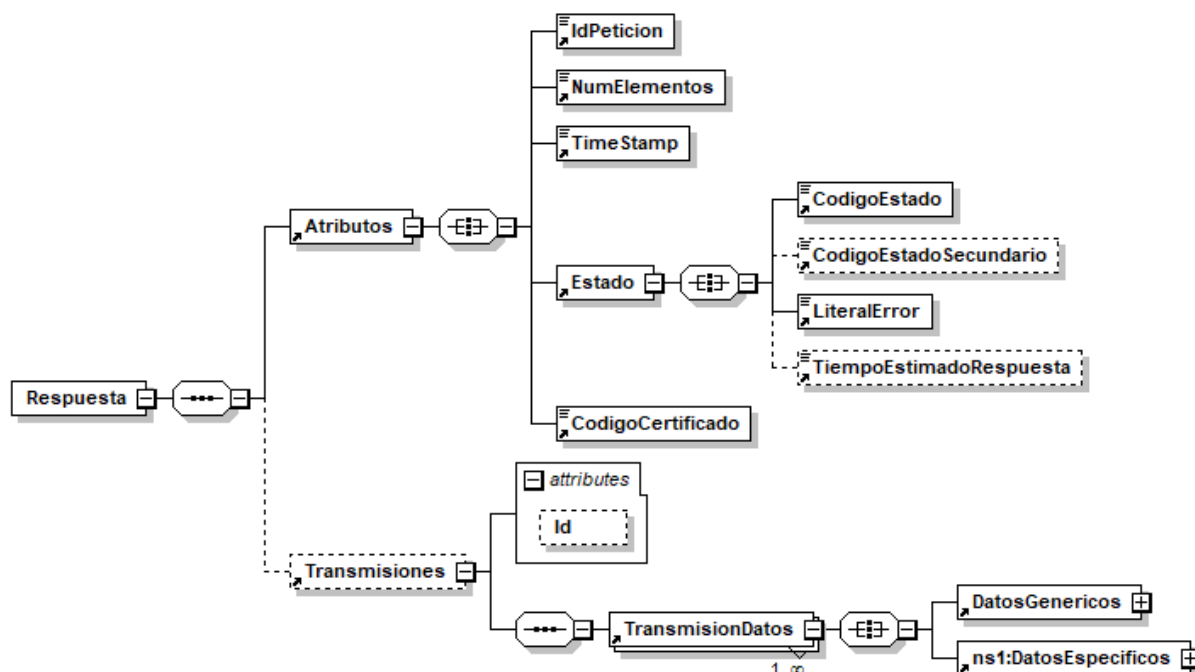 IdPeticion
NumElementos
TimeStamp
CodigoEstado
Atributos
CodigoEstadoSecundario
Estado
LiteralError
TiempoEstimadoRespuesta
Respuesta
CodigoCertificado
attributes
Id
Transmisiones
DatosGenericos
TransmisionDatos
ns1:DatosEspecificos
1..∞